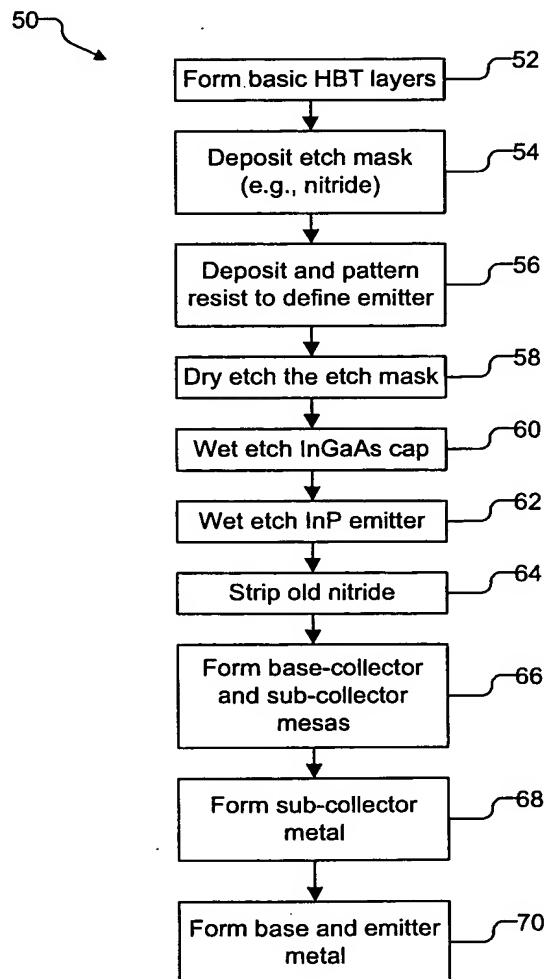 50
Form basic HBT layers
52
Deposit etch mask
(e.g., nitride)
54
Deposit and pattern
resist to define emitter
56
Dry etch the etch mask
58
Wet etch InGaAs cap
60
Wet etch InP emitter
62
Strip old nitride
64
Form base-collector
and sub-collector
mesas
66
Form sub-collector
metal
68
Form base and emitter
metal
70